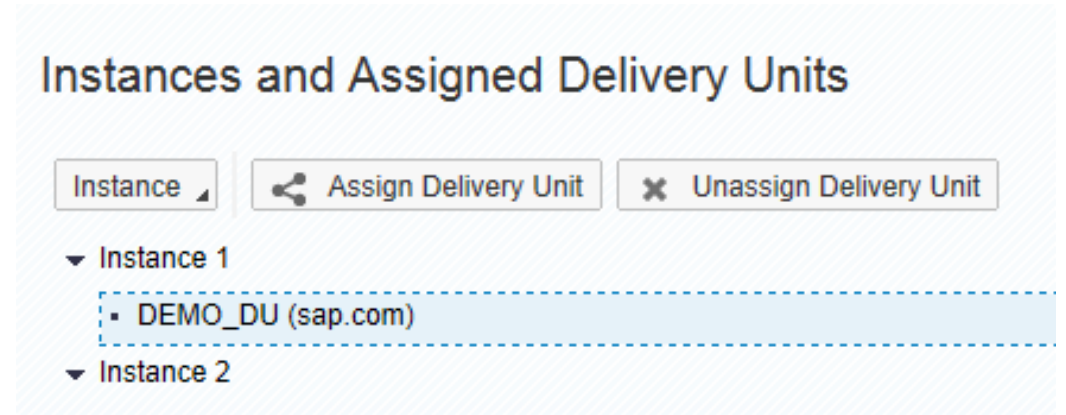 Instances and Assigned Delivery Units
Instance Assign Delivery Unit Unassign Delivery Unit
Instance 1
DEMO_DU (sap.com)
Instance 2